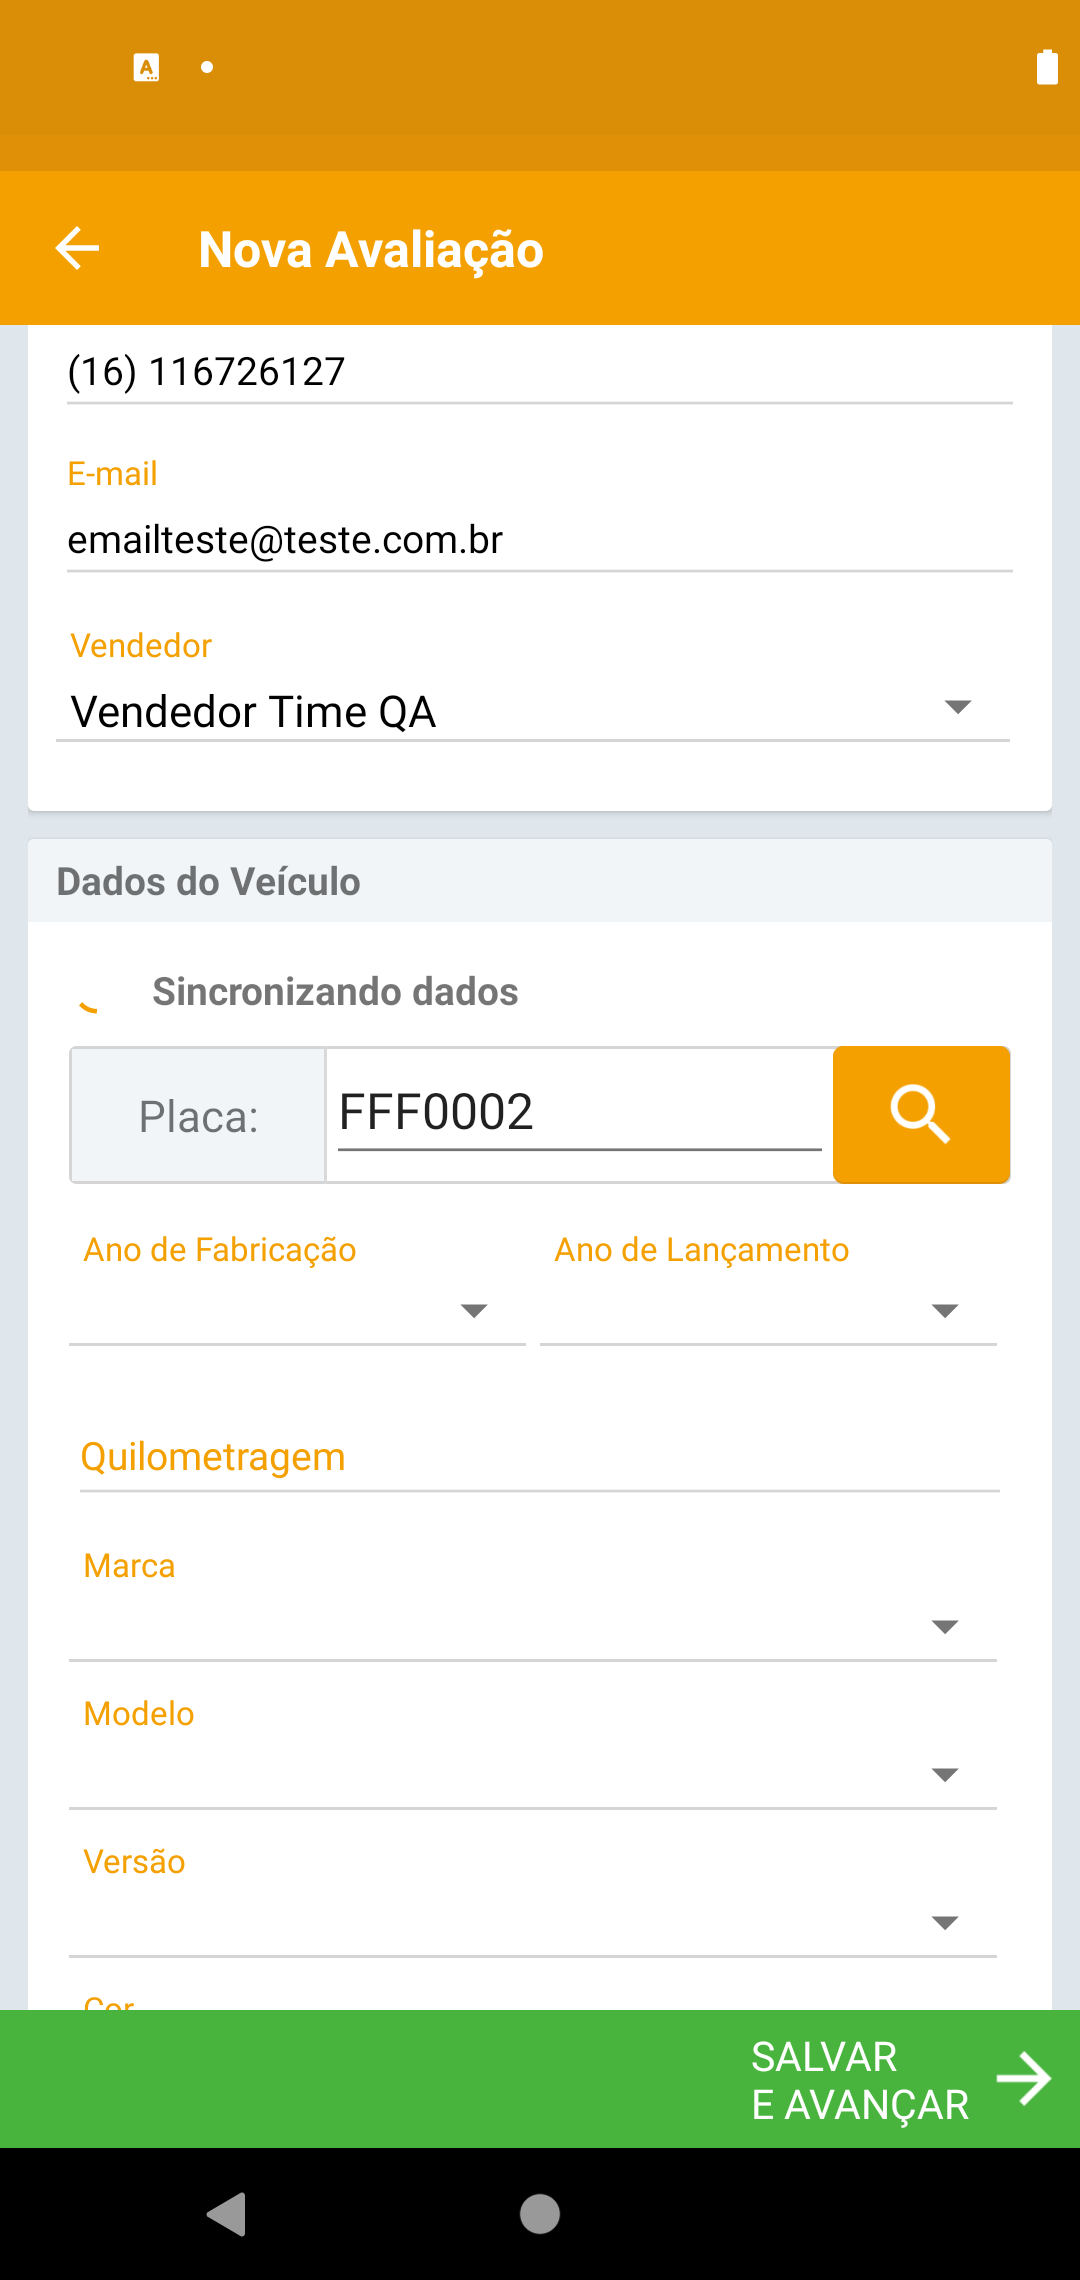 Nova Avaliação
(16) 116726127
E-mail
emailteste@teste.com.br
Vendedor
Vendedor Time QA
Dados do Veículo
Sincronizando dados
Placa: FFF0002
Ano de Fabricação Ano de Lançamento
Quilometragem
Marca
Modelo
Versão
Cor
SALVAR
E AVANÇAR